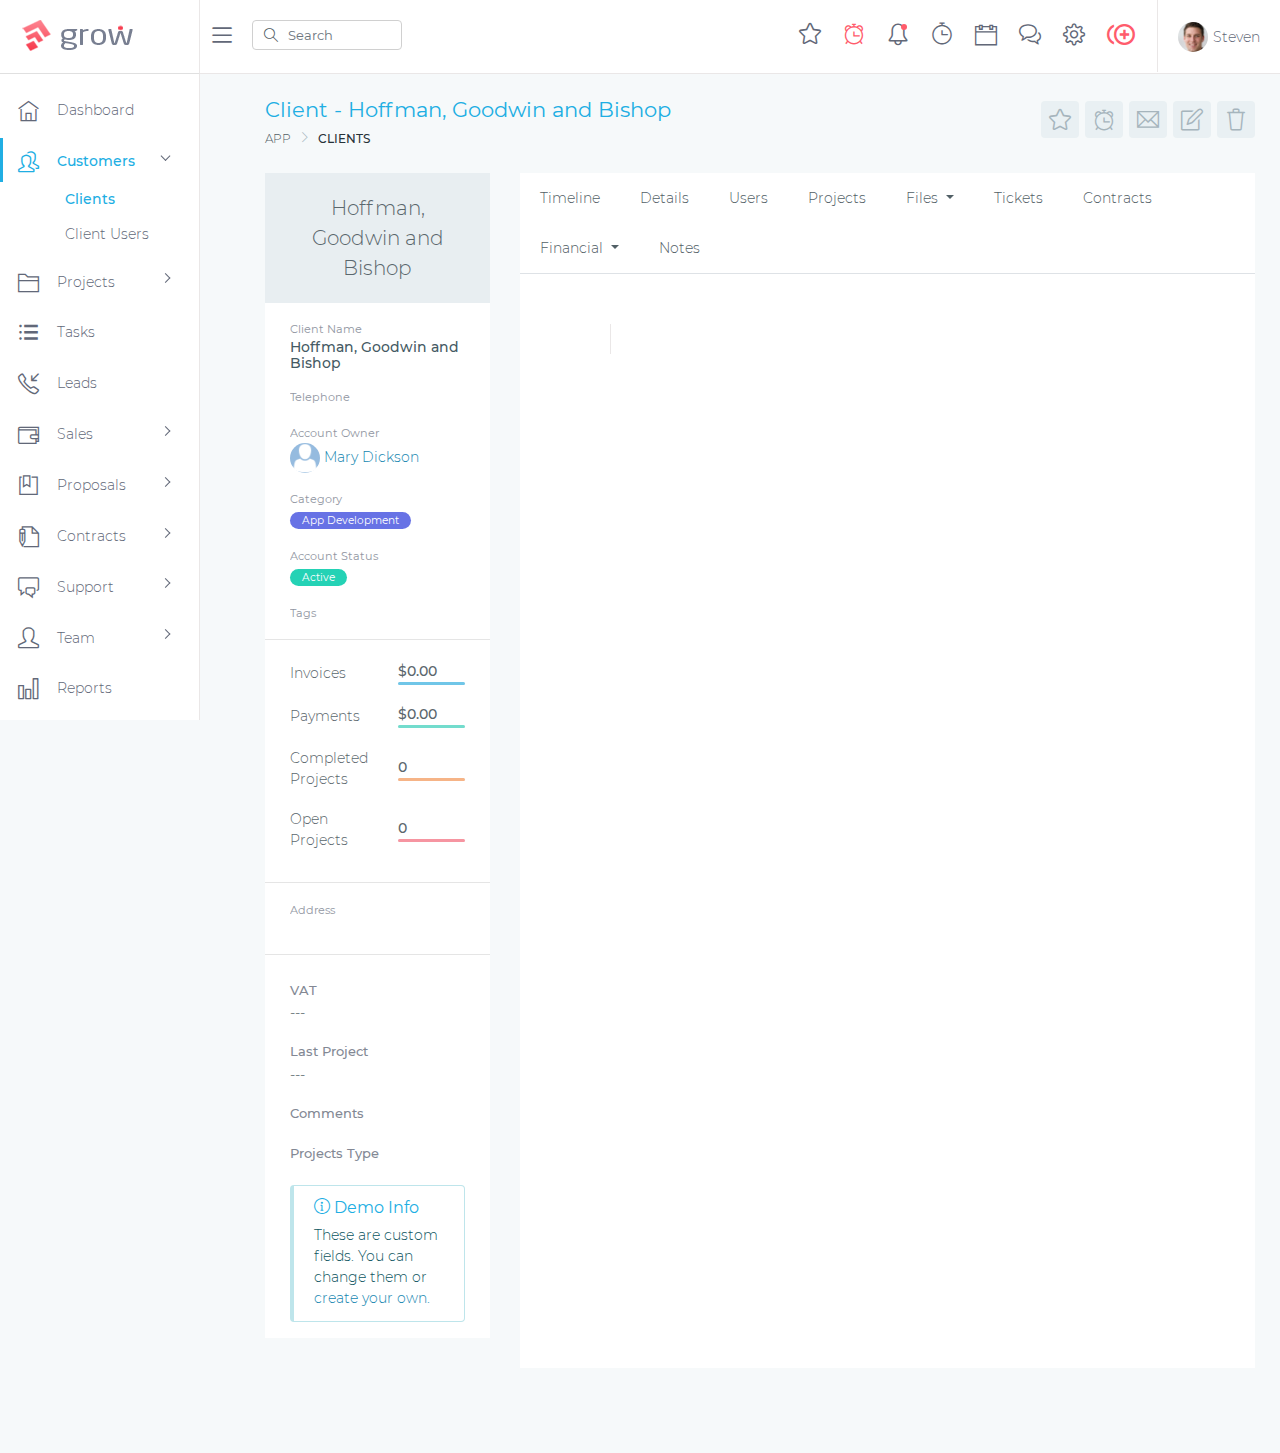 grow
Search
Steven
Dashboard
Customers
Clients
Client Users
Projects
Tasks
Leads
Sales
Proposals
Contracts
Support
Team
Reports
Client - Hoffman, Goodwin and Bishop
APP
CLIENTS
Hoffman,
Goodwin and
Bishop
Client Name
Hoffman, Goodwin and
Bishop
Telephone
Account Owner
Mary Dickson
Category
App Development
Account Status
Active
Tags
Invoices $0.00
Payments $0.00
Completed
Projects 0
Open
Projects 0
Address
VAT
---
Last Project
---
Comments
Projects Type
Demo Info
These are custom
fields. You can
change them or
create your own.
Timeline Details Users Projects Files Tickets Contracts
Financial Notes